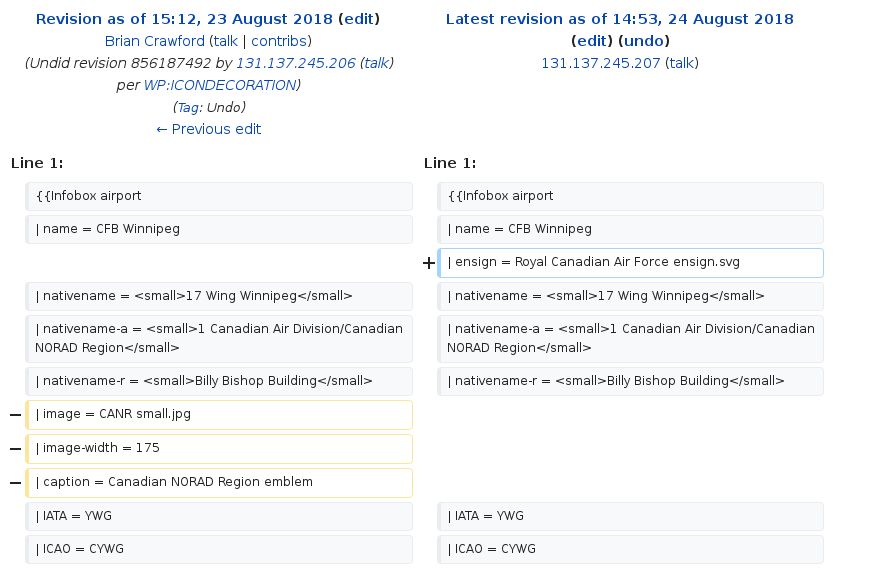 Revision as of 15:12, 23 August 2018 (edit)
Brian Crawford (talk | contribs)
(Undid revision 856187492 by 131.137.245.206 (talk)
per WP:ICONDECORATION)
(Tag: Undo)
← Previous edit
Latest revision as of 14:53, 24 August 2018
(edit) (undo)
131.137.245.207 (talk)
Line 1:
Line 1:
{{Infobox airport
{{Infobox airport
| name = CFB Winnipeg
| name = CFB Winnipeg
+ | ensign = Royal Canadian Air Force ensign.svg
| nativename = <small>17 Wing Winnipeg</small>
| nativename = <small>17 Wing Winnipeg</small>
| nativename-a = <small>1 Canadian Air Division/Canadian
NORAD Region</small>
| nativename-a = <small>1 Canadian Air Division/Canadian
NORAD Region</small>
| nativename-r = <small>Billy Bishop Building</small>
| nativename-r = <small>Billy Bishop Building</small>
− | image = CANR small.jpg
− | image-width = 175
− | caption = Canadian NORAD Region emblem
| IATA = YWG
| IATA = YWG
| ICAO = CYWG
| ICAO = CYWG